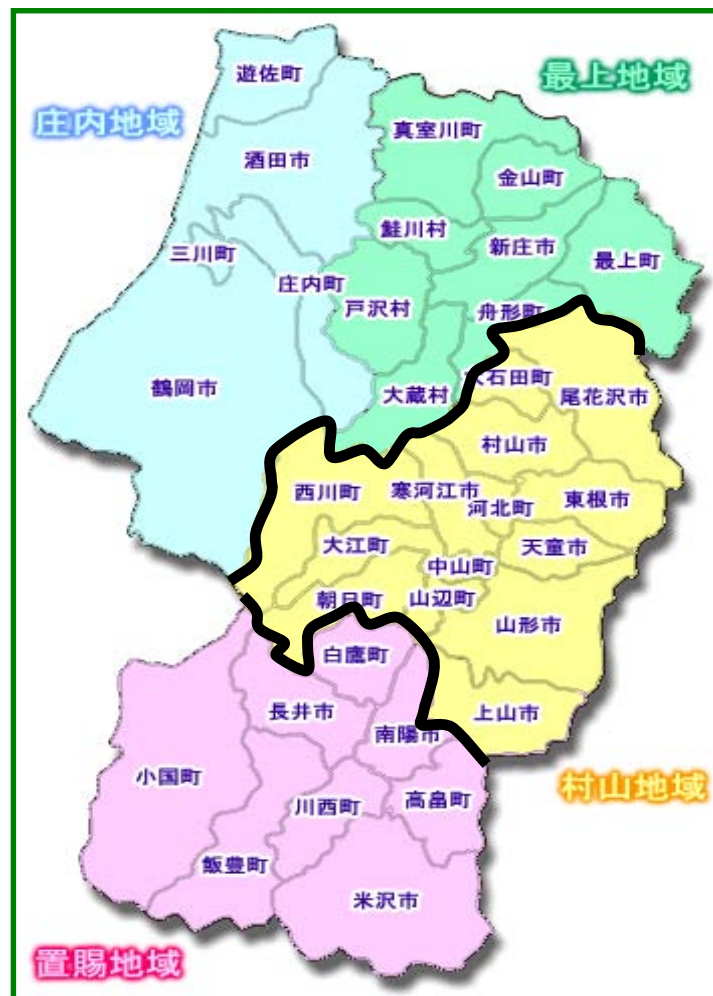 遊佐町
最上地域
庄内地域
真室川町
酒田市
金山町
鮭川村
三川町
新庄市
最上町
庄内町
戸沢村
舟形町
大石田町
鶴岡市
大蔵村
尾花沢市
村山市
西川町
寒河江市
河北町
東根市
大江町
天童市
中山町
朝日町
山辺町
山形市
白鷹町
長井市
上山市
南陽市
小国町
村山地域
川西町
高畠町
飯豊町
米沢市
置賜地域